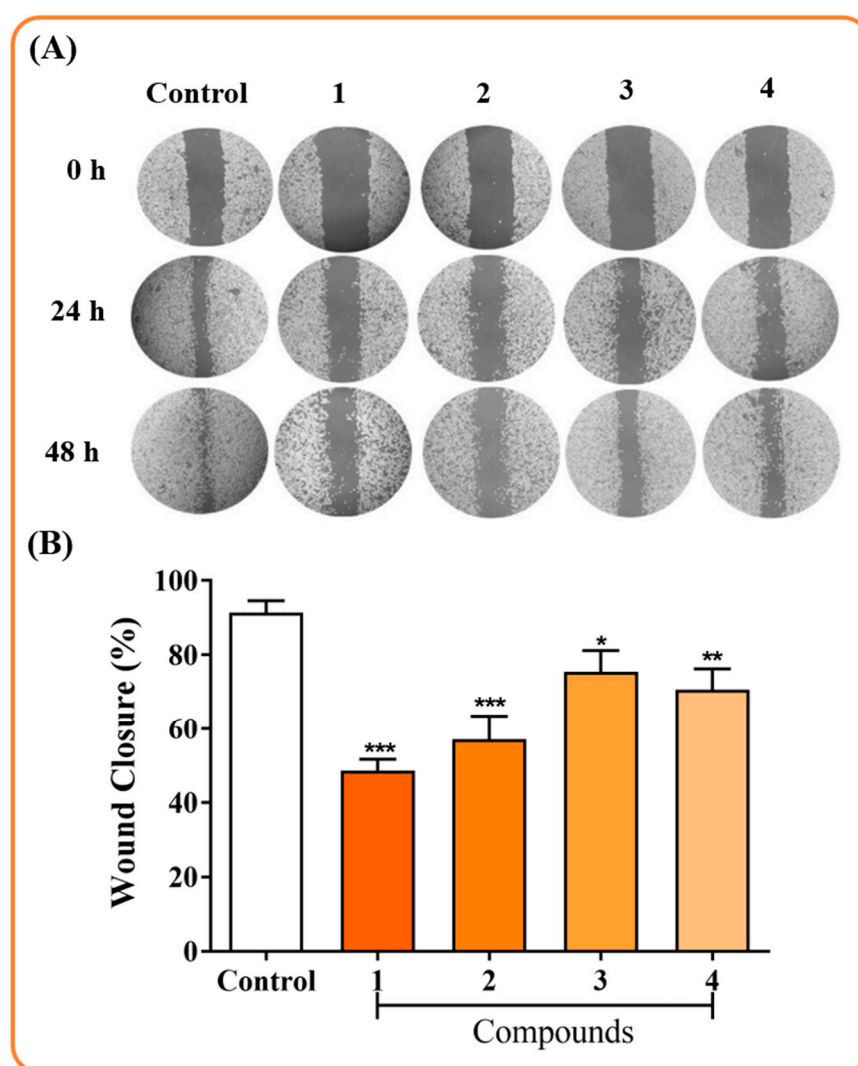 (A)
Control 1 2 3 4
0 h
24 h
48 h
(B)
Wound Closure (%)
100
80
60
40
20
0
***
***
*
**
Control 1 2 3 4
Compounds